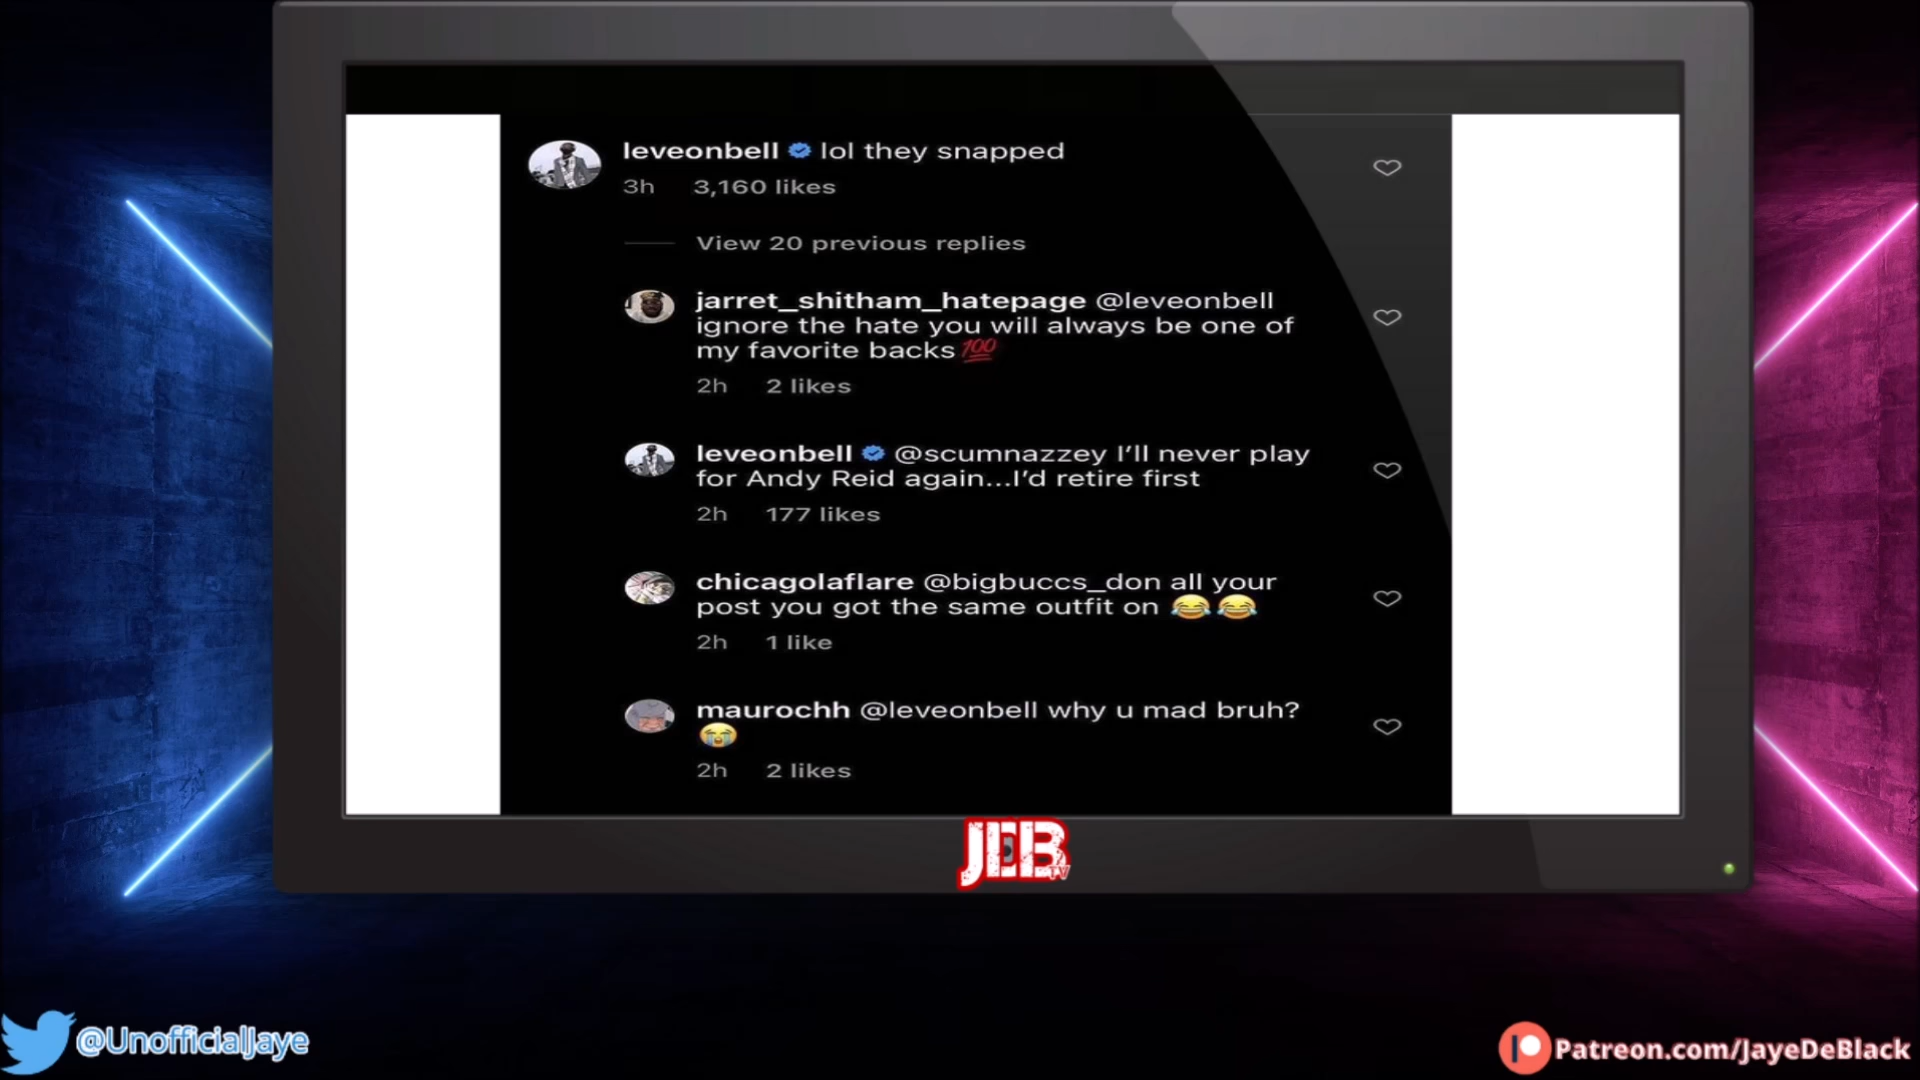 leveonbell lol they snapped
3h 3,160 likes
View 20 previous replies
jarret_shitham_hatepage @leveonbell
ignore the hate you will always be one of
my favorite backs💯
2h 2 likes
leveonbell @scumnazzey I’ll never play
for Andy Reid again...I’d retire first
2h 177 likes
chicagolaflare @bigbuccs_don all your
post you got the same outfit on 😂😂
2h 1 like
maurochh @leveonbell why u mad bruh?
😭
2h 2 likes
JEB TV
@UnofficialJaye
Patreon.com/JayeDeBlack